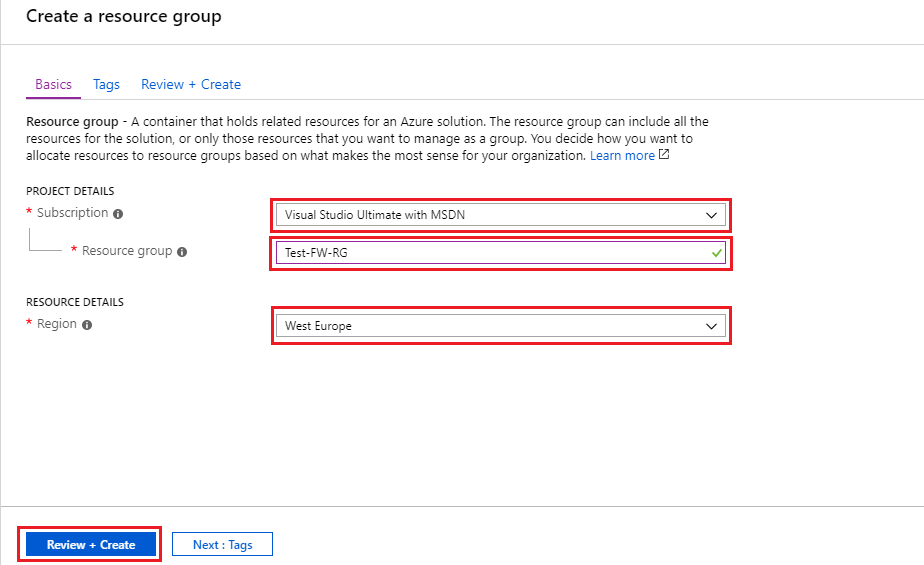 Create a resource group
Basics Tags Review + Create
Resource group - A container that holds related resources for an Azure solution. The resource group can include all the
resources for the solution, or only those resources that you want to manage as a group. You decide how you want to
allocate resources to resource groups based on what makes the most sense for your organization. Learn more
PROJECT DETAILS
* Subscription Visual Studio Ultimate with MSDN
* Resource group Test-FW-RG
RESOURCE DETAILS
* Region West Europe
Review + Create Next : Tags